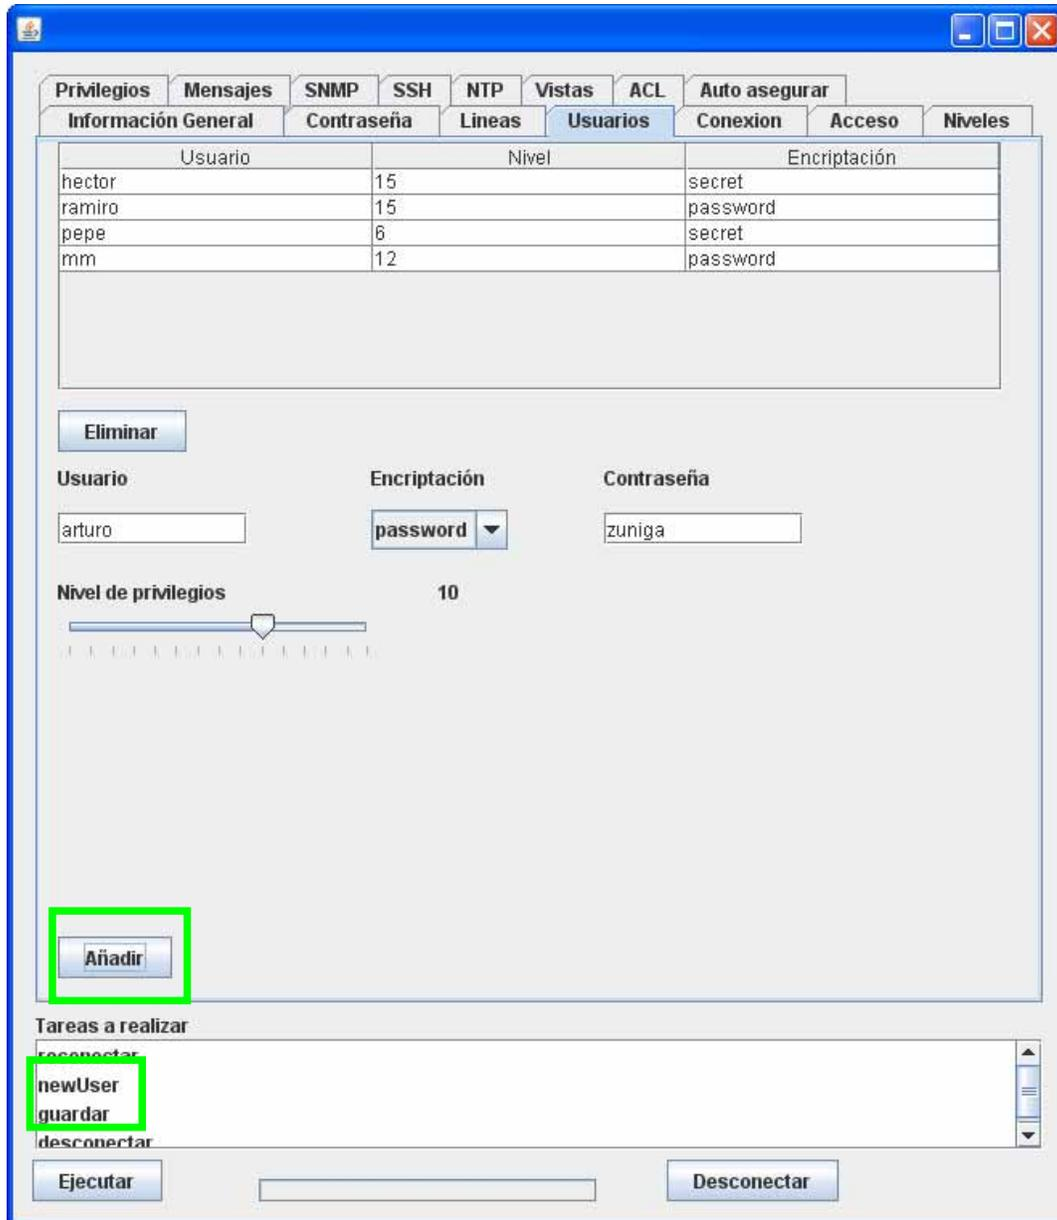 Privilegios Mensajes SNMP SSH NTP Vistas ACL Auto asegurar
Información General Contraseña Lineas Usuarios Conexion Acceso Niveles
Usuario Nivel Encriptación
hector 15 secret
ramiro 15 password
pepe 6 secret
mm 12 password
Eliminar
Usuario Encriptación Contraseña
arturo password zuniga
Nivel de privilegios 10
Añadir
Tareas a realizar
reconectar
newUser
guardar
desconectar
Ejecutar Desconectar